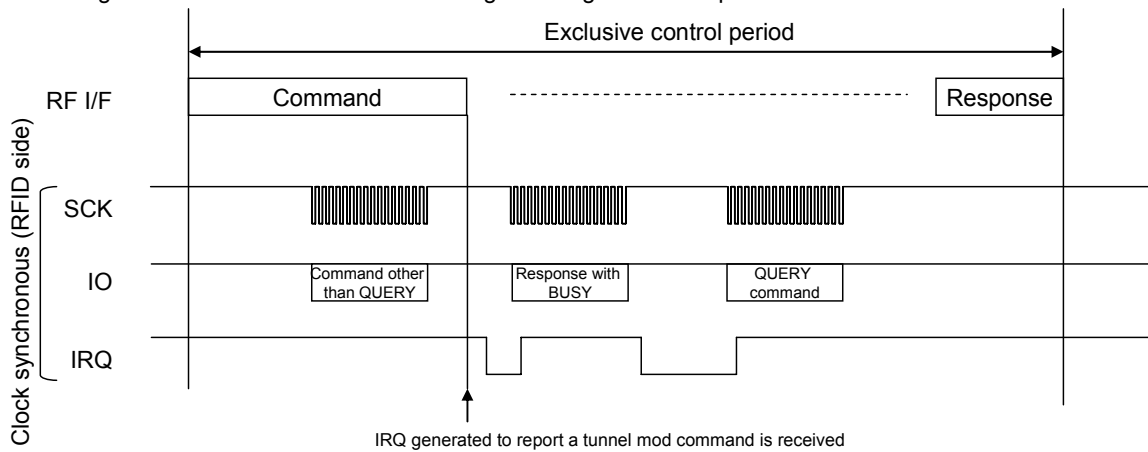 Exclusive control period
RF I/F
Command
Response
Clock synchronous (RFID side)
SCK
IO
Command other
than QUERY
Response with
BUSY
QUERY
command
IRQ
IRQ generated to report a tunnel mod command is received